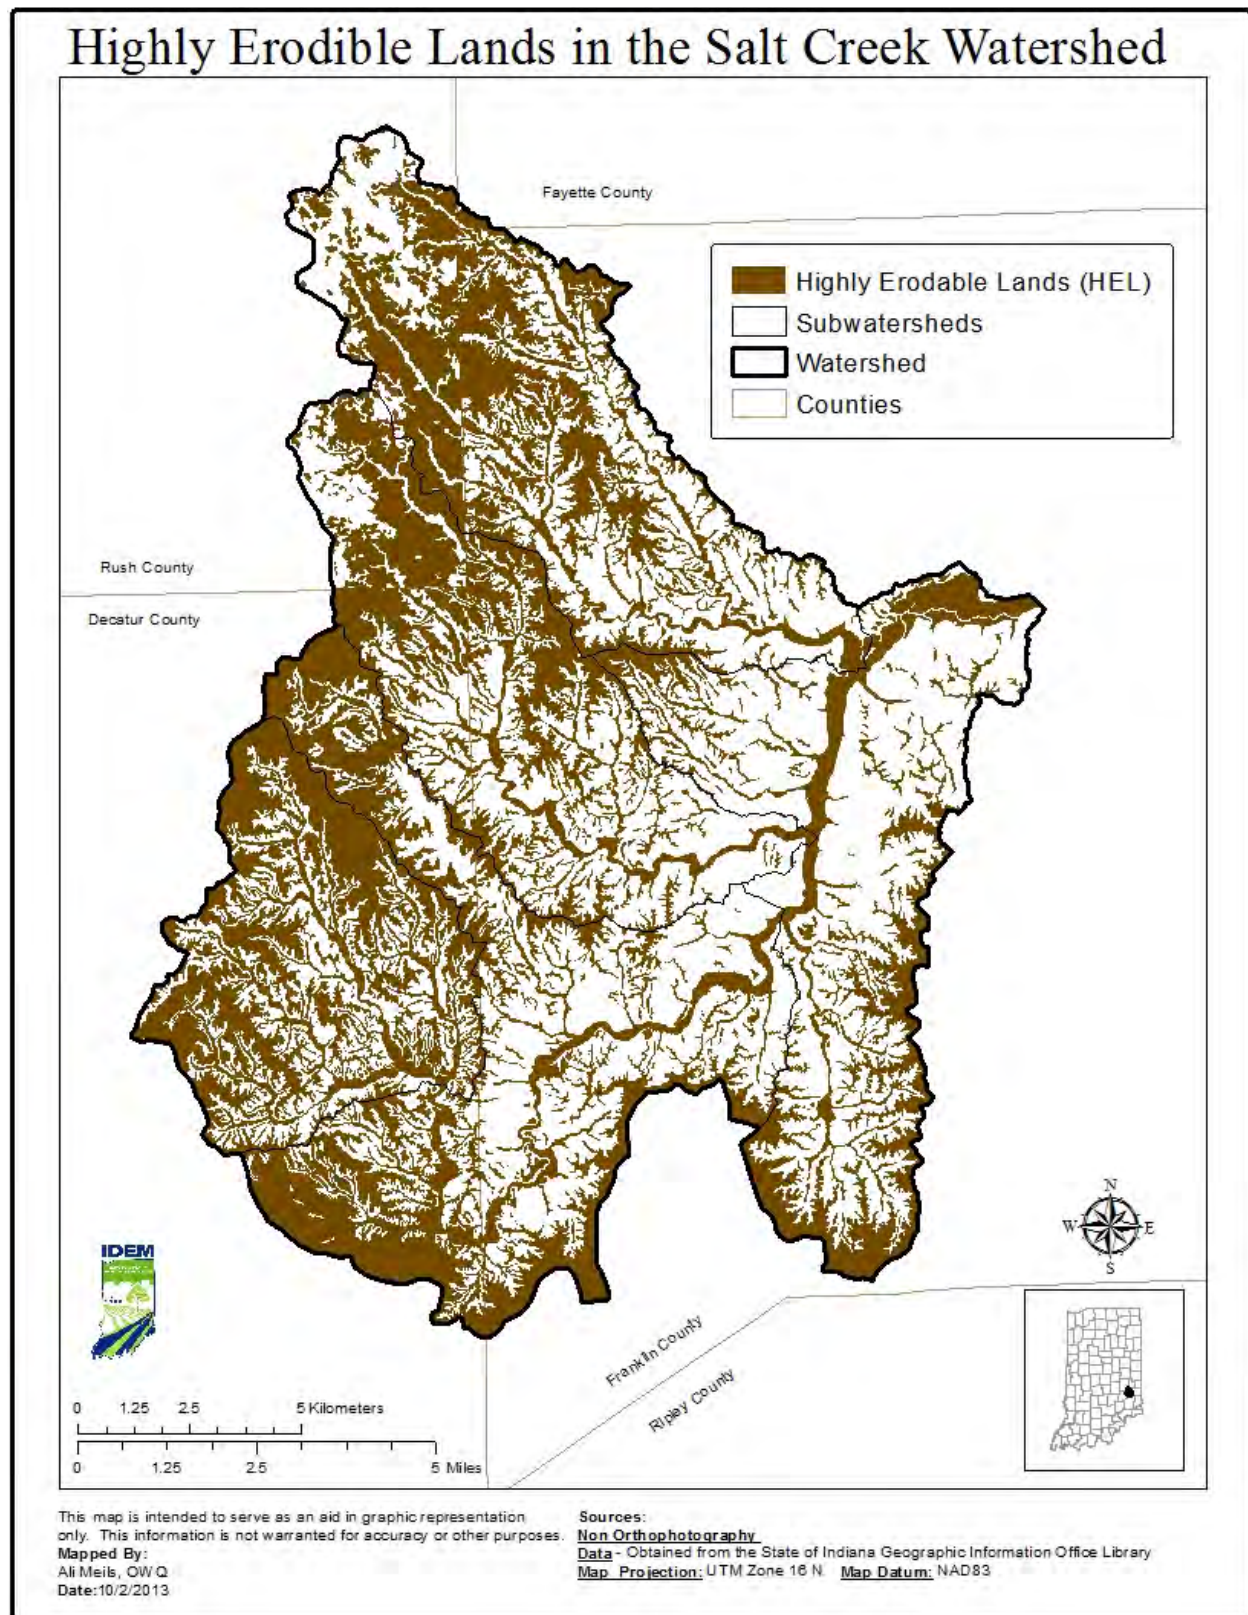 Highly Erodible Lands in the Salt Creek Watershed
Fayette County
Highly Erodable Lands (HEL)
Subwatersheds
Watershed
Counties
Rush County
Decatur County
N
W E
S
IDEM
Franklin County
Ripley County
0 1.25 2.5 5 Kilometers
0 1.25 2.5 5 Miles
This map is intended to serve as an aid in graphic representation
only. This information is not warranted for accuracy or other purposes.
Mapped By:
Ali Meils, OWQ
Date:10/2/2013
Sources:
Non Orthophotography
Data - Obtained from the State of Indiana Geographic Information Office Library
Map Projection: UTM Zone 16 N Map Datum: NAD83